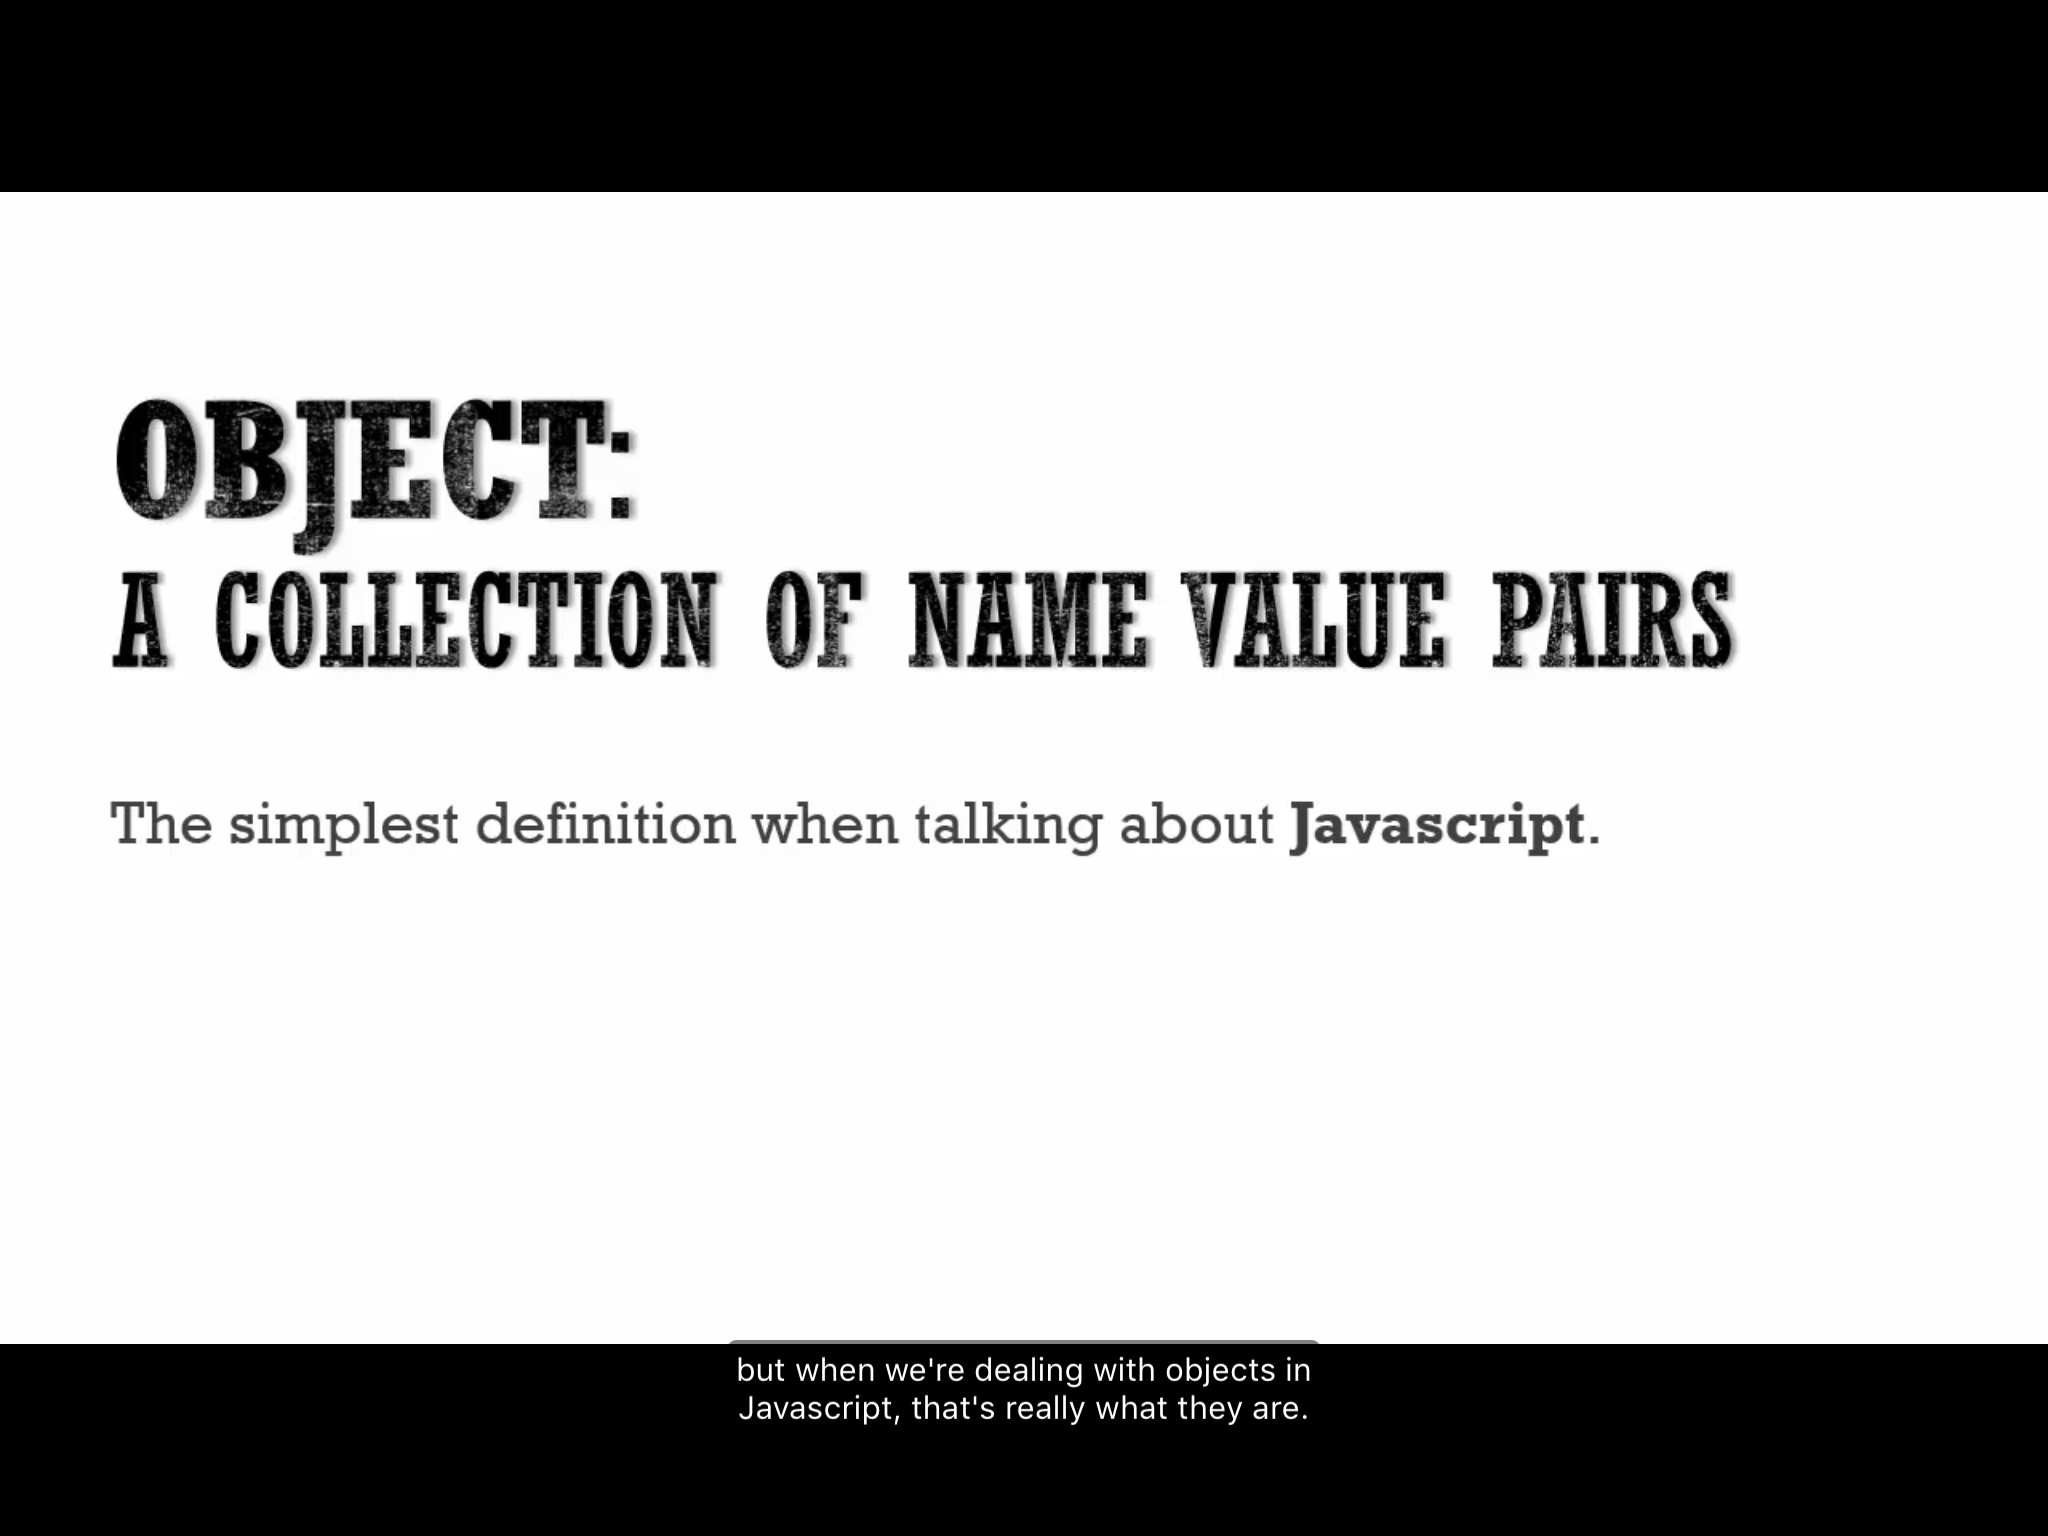 OBJECT:
A COLLECTION OF NAME VALUE PAIRS
The simplest definition when talking about Javascript.
but when we're dealing with objects in
Javascript, that's really what they are.